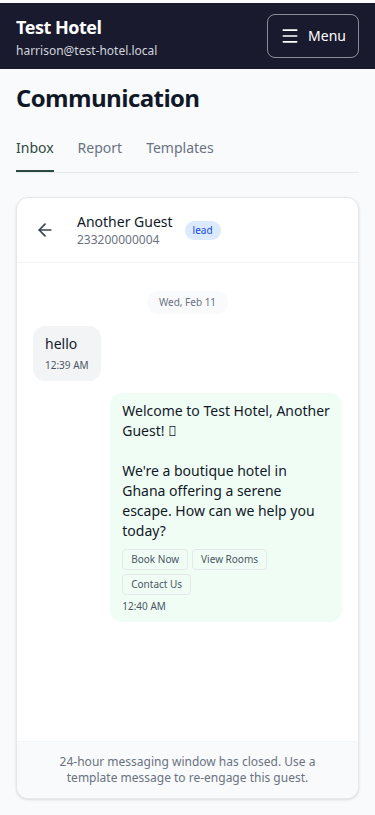 Test Hotel
harrison@test-hotel.local
Menu
Communication
Inbox
Report
Templates
Another Guest
233200000004
lead
Wed, Feb 11
hello
12:39 AM
Welcome to Test Hotel, Another
Guest!
We're a boutique hotel in
Ghana offering a serene
escape. How can we help you
today?
Book Now
View Rooms
Contact Us
12:40 AM
24-hour messaging window has closed. Use a
template message to re-engage this guest.